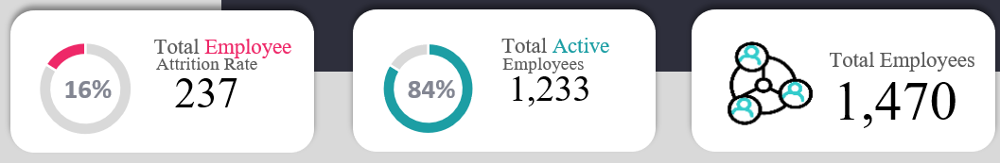 16%
Total Employee
Attrition Rate
237
84%
Total Active
Employees
1,233
Total Employees
1,470